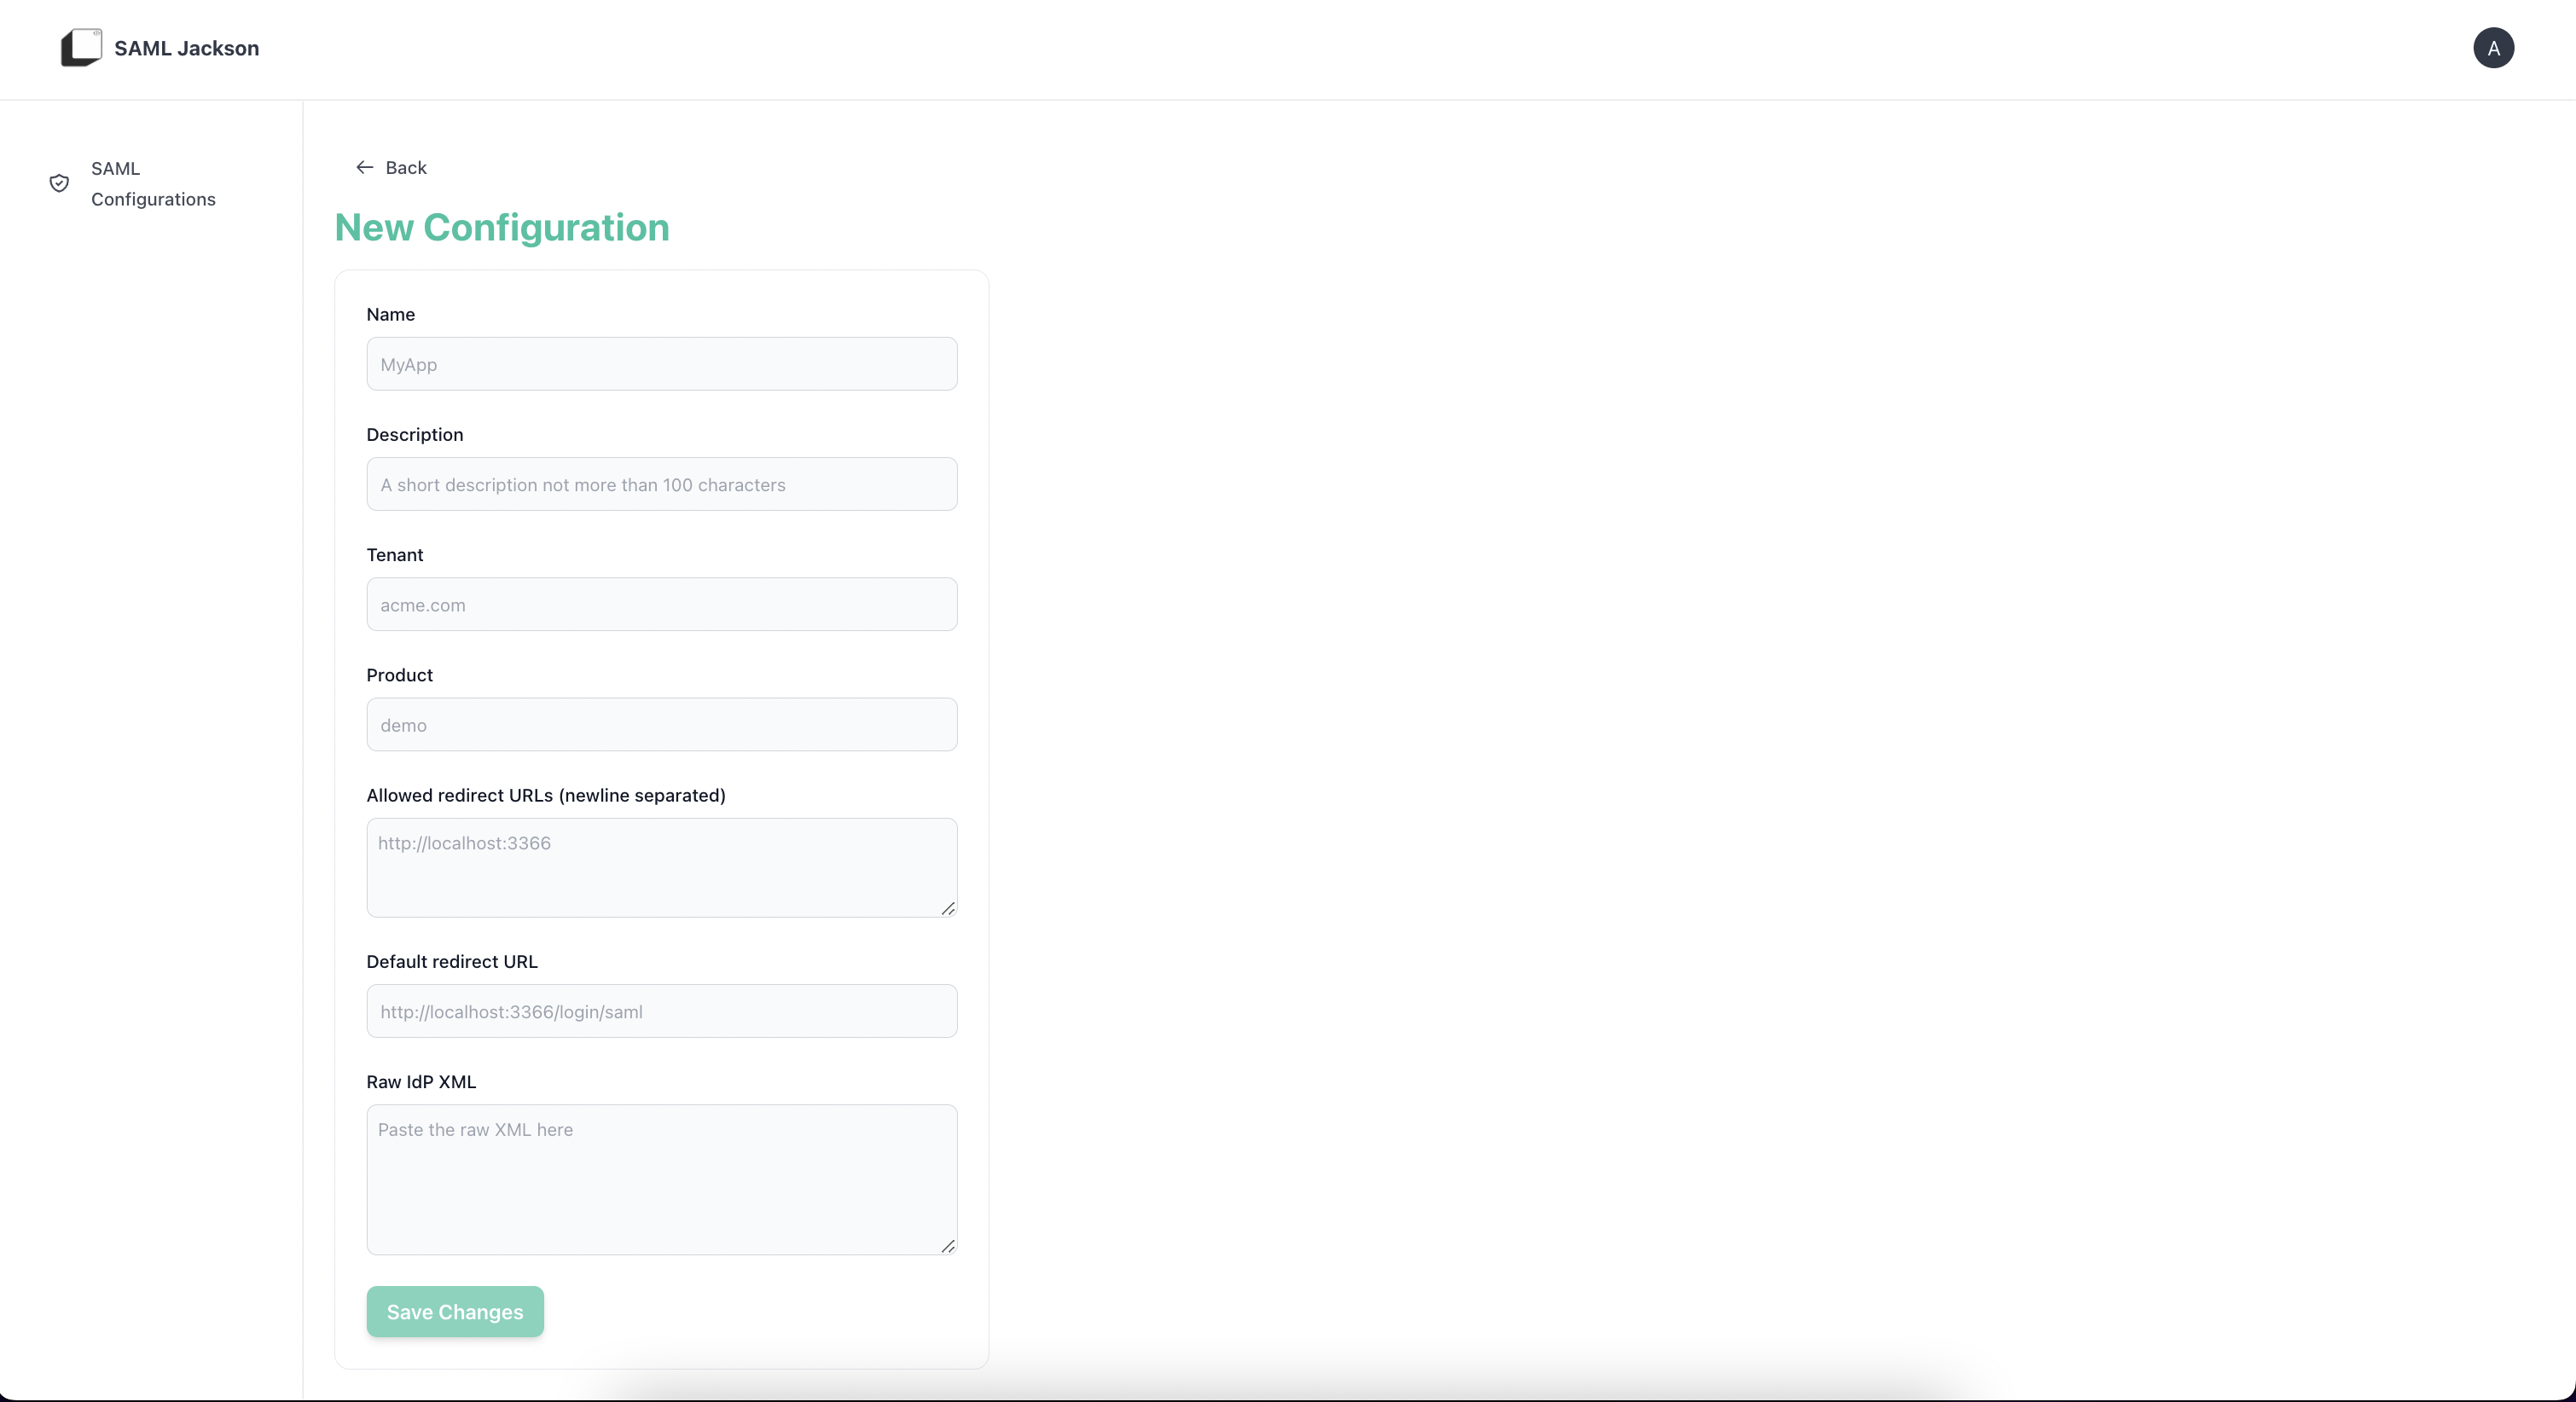 SAML Jackson
A
SAML
Configurations
Back
New Configuration
Name
MyApp
Description
A short description not more than 100 characters
Tenant
acme.com
Product
demo
Allowed redirect URLs (newline separated)
http://localhost:3366
Default redirect URL
http://localhost:3366/login/saml
Raw IdP XML
Paste the raw XML here
Save Changes